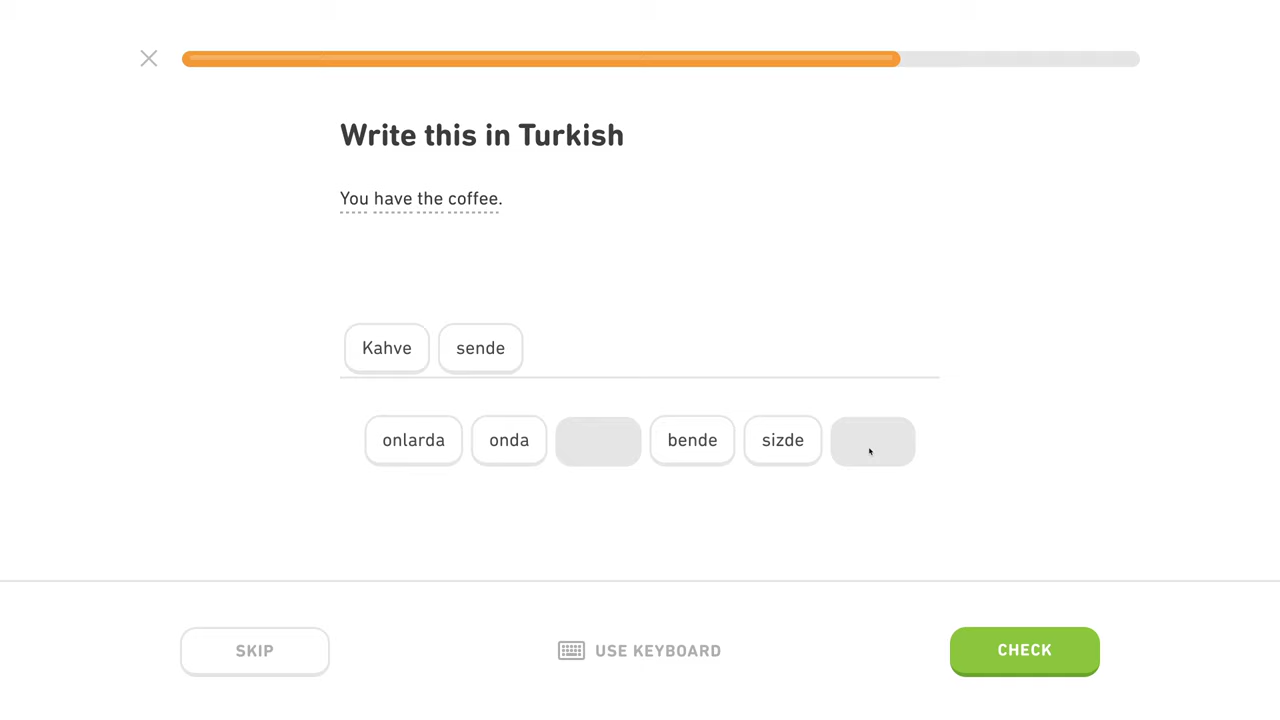 Write this in Turkish
You have the coffee.
Kahve sende
onlarda onda bende sizde
SKIP USE KEYBOARD CHECK